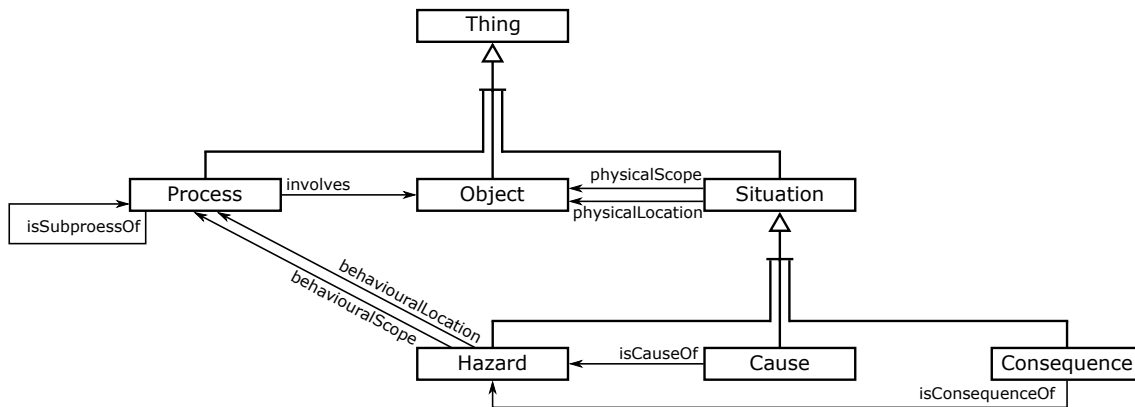 Thing
physicalScope
Process
involves
Object
Situation
physicalLocation
isSubproessOf
behaviouralLocation
behaviouralScope
Hazard
isCauseOf
Cause
Consequence
isConsequenceOf